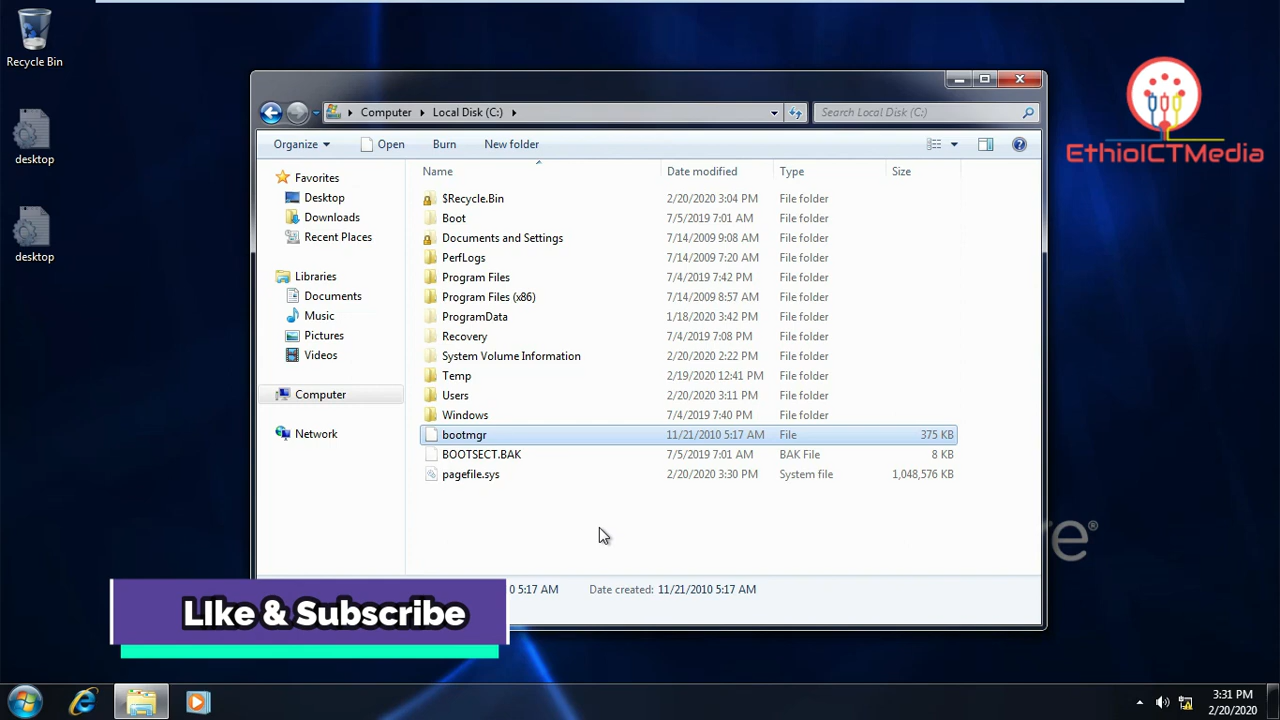 Recycle Bin
desktop
desktop
Computer Local Disk (C:)
Search Local Disk (C:)
Organize Open Burn New folder
Favorites
Desktop
Downloads
Recent Places
Libraries
Documents
Music
Pictures
Videos
Computer
Network
Name Date modified Type Size
$Recycle.Bin 2/20/2020 3:04 PM File folder
Boot 7/5/2019 7:01 AM File folder
Documents and Settings 7/14/2009 9:08 AM File folder
PerfLogs 7/14/2009 7:20 AM File folder
Program Files 7/4/2019 7:42 PM File folder
Program Files (x86) 7/14/2009 8:57 AM File folder
ProgramData 1/18/2020 3:42 PM File folder
Recovery 7/4/2019 7:08 PM File folder
System Volume Information 2/20/2020 2:22 PM File folder
Temp 2/19/2020 12:41 PM File folder
Users 2/20/2020 3:11 PM File folder
Windows 7/4/2019 7:40 PM File folder
bootmgr 11/21/2010 5:17 AM File 375 KB
BOOTSECT.BAK 7/5/2019 7:01 AM BAK File 8 KB
pagefile.sys 2/20/2020 3:30 PM System file 1,048,576 KB
0 5:17 AM Date created: 11/21/2010 5:17 AM
EthioICTMedia
re®
LIke & Subscribe
3:31 PM
2/20/2020